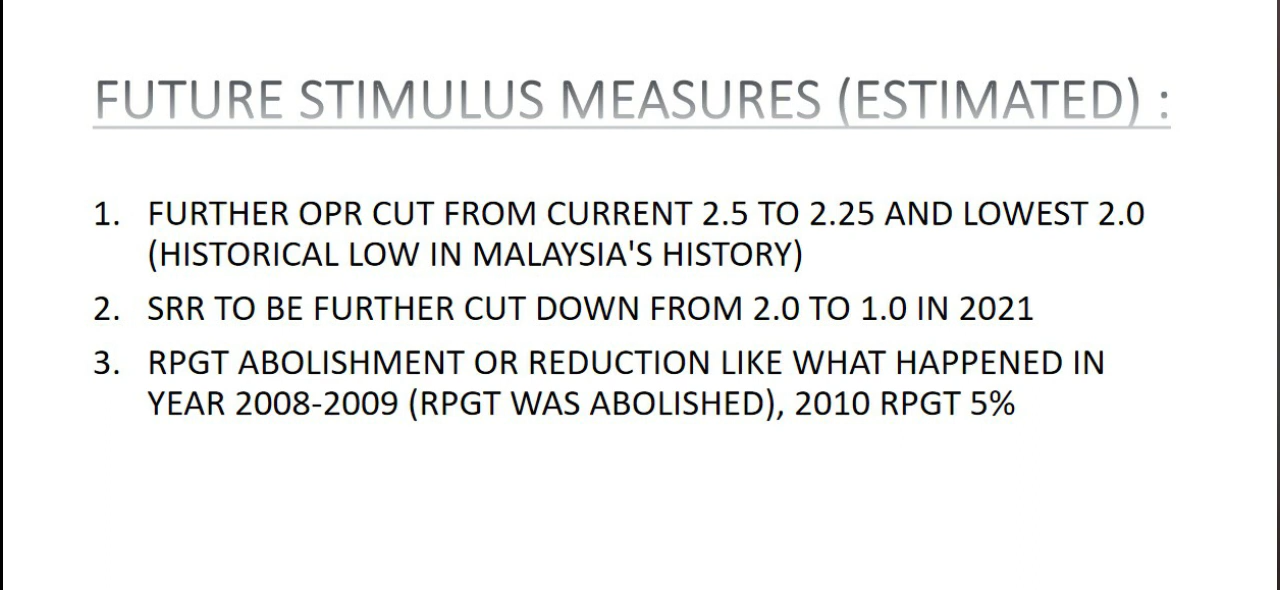 FUTURE STIMULUS MEASURES (ESTIMATED) :
1. FURTHER OPR CUT FROM CURRENT 2.5 TO 2.25 AND LOWEST 2.0
(HISTORICAL LOW IN MALAYSIA'S HISTORY)
2. SRR TO BE FURTHER CUT DOWN FROM 2.0 TO 1.0 IN 2021
3. RPGT ABOLISHMENT OR REDUCTION LIKE WHAT HAPPENED IN
YEAR 2008-2009 (RPGT WAS ABOLISHED), 2010 RPGT 5%